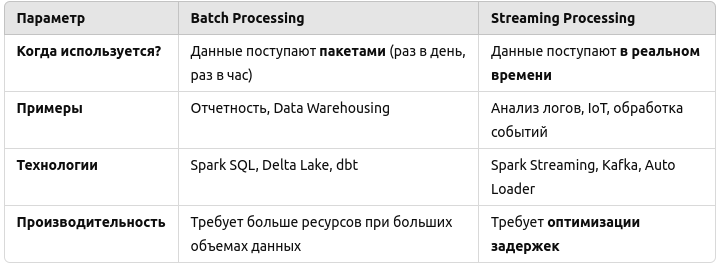 Параметр Batch Processing Streaming Processing
Когда используется? Данные поступают пакетами (раз в день, Данные поступают в реальном
раз в час) времени
Примеры Отчетность, Data Warehousing Анализ логов, IoT, обработка
событий
Технологии Spark SQL, Delta Lake, dbt Spark Streaming, Kafka, Auto
Loader
Производительность Требует больше ресурсов при больших Требует оптимизации
объемах данных задержек